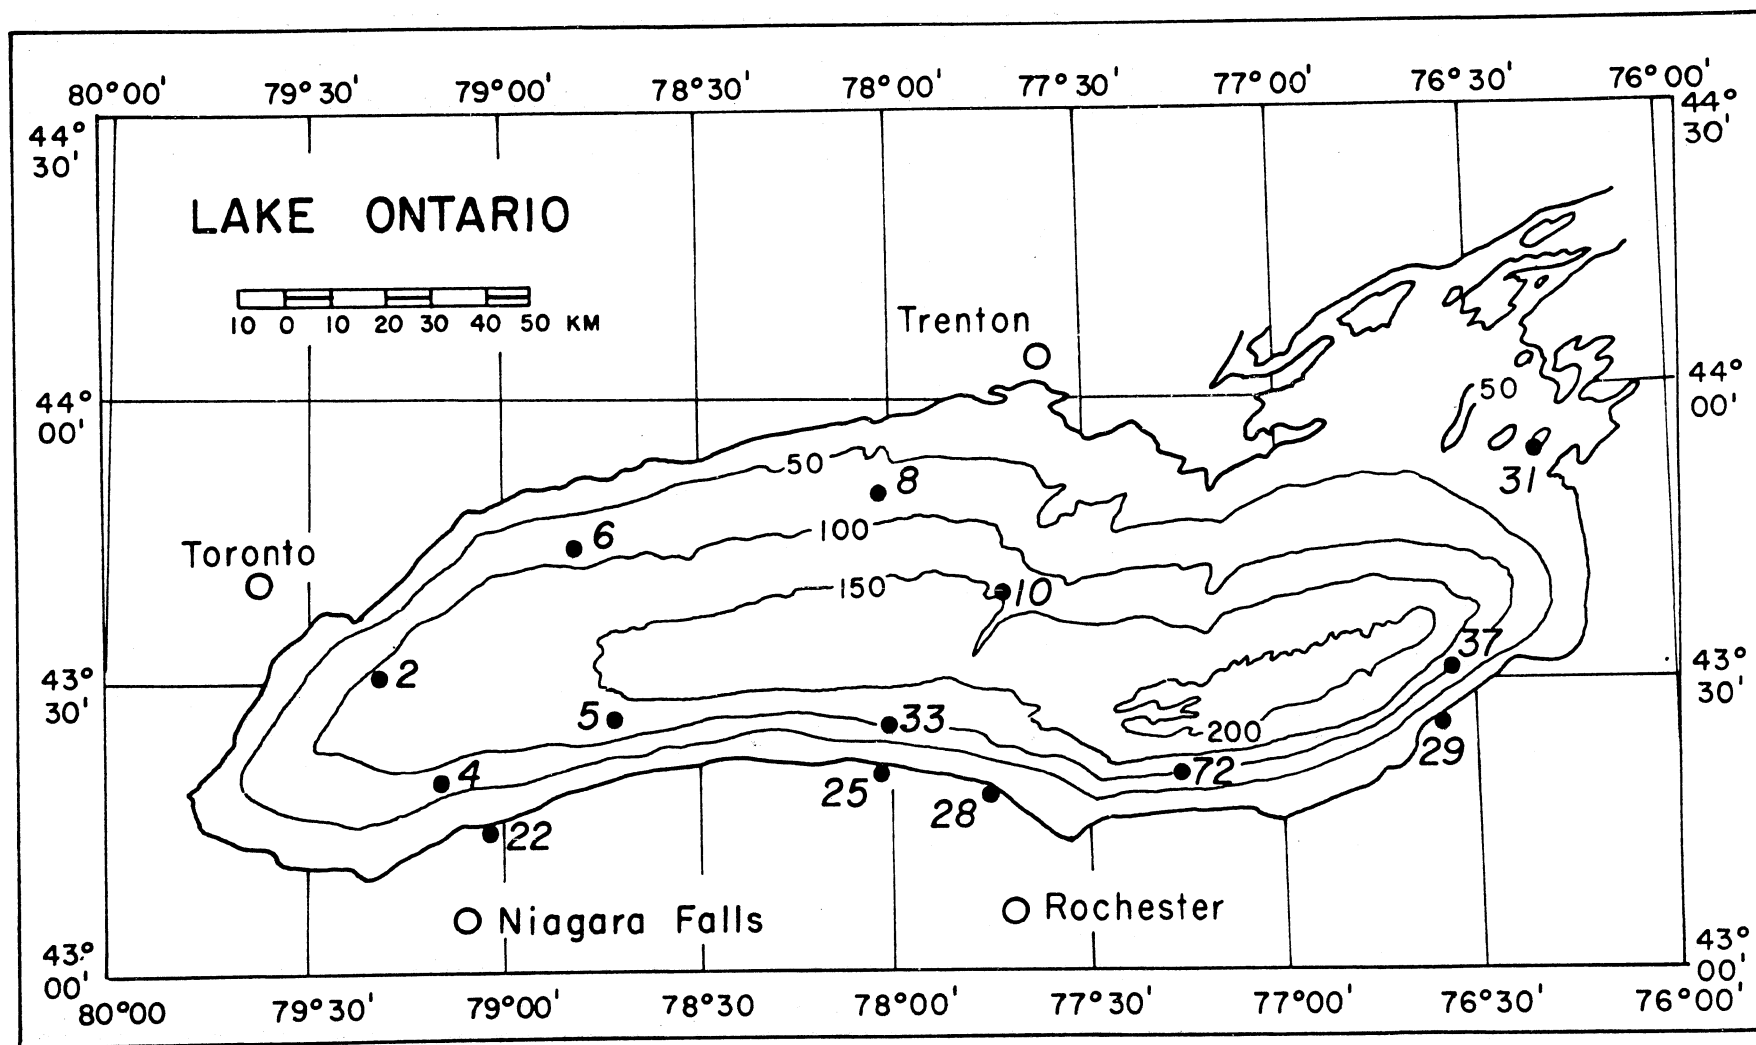 80°00' 79°30' 79°00' 78°30' 78°00' 77°30' 77°00' 76°30' 76°00'
44° 44°
30' 30'
LAKE ONTARIO
10 0 10 20 30 40 50 KM
Trenton
44° 50 44°
00' 00'
50
8 31
100
6
Toronto
150 10
37
2 43° 43°
30' 30'
5 33 200
29
4 72
25 28
22
Niagara Falls Rochester
43° 43°
00' 00'
80°00 79°30' 79°00' 78°30 78°00' 77°30' 77°00' 76°30' 76°00'